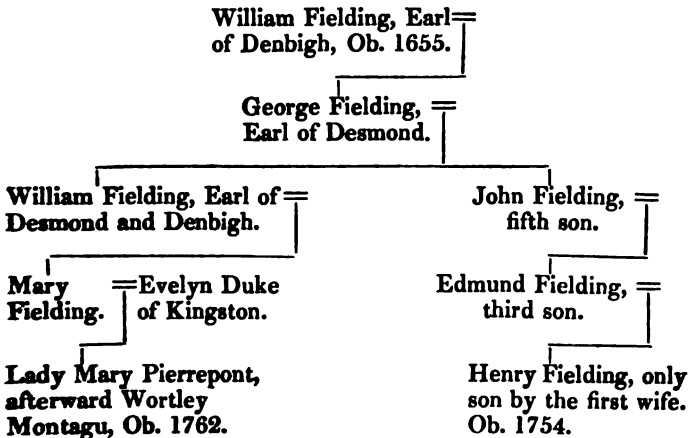 William Fielding, Earl=
of Denbigh, Ob. 1655.
George Fielding, =
Earl of Desmond.
William Fielding, Earl of=
Desmond and Denbigh.
John Fielding, =
fifth son.
Mary
Fielding.
=Evelyn Duke
of Kingston.
Edmund Fielding, =
third son.
Lady Mary Pierrepont,
afterward Wortley
Montagu, Ob. 1762.
Henry Fielding, only
son by the first wife.
Ob. 1754.